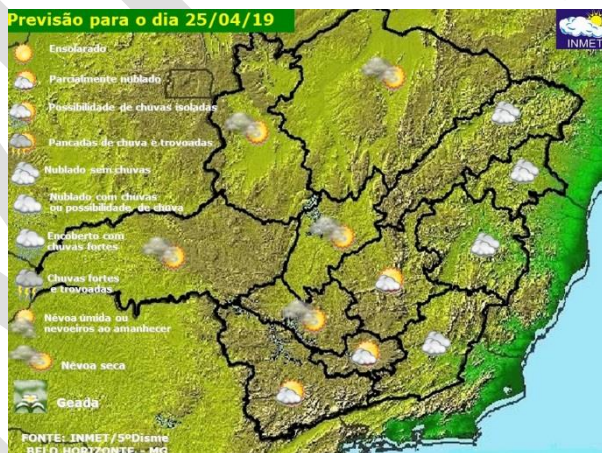 Previsão para o dia 25/04/19
INMET
Ensolarado
Parcialmente nublado
Possibilidade de chuvas isoladas
Pancadas de chuva e trovoadas
Nublado sem chuvas
Nublado com chuvas
ou possibilidade de chuva
Encoberto com
chuvas fortes
Chuvas fortes
e trovoadas
Névoa úmida ou
nevoeiros ao amanhecer
Névoa seca
Geada
FONTE: INMET/5ºDisme
BELO HORIZONTE - MG